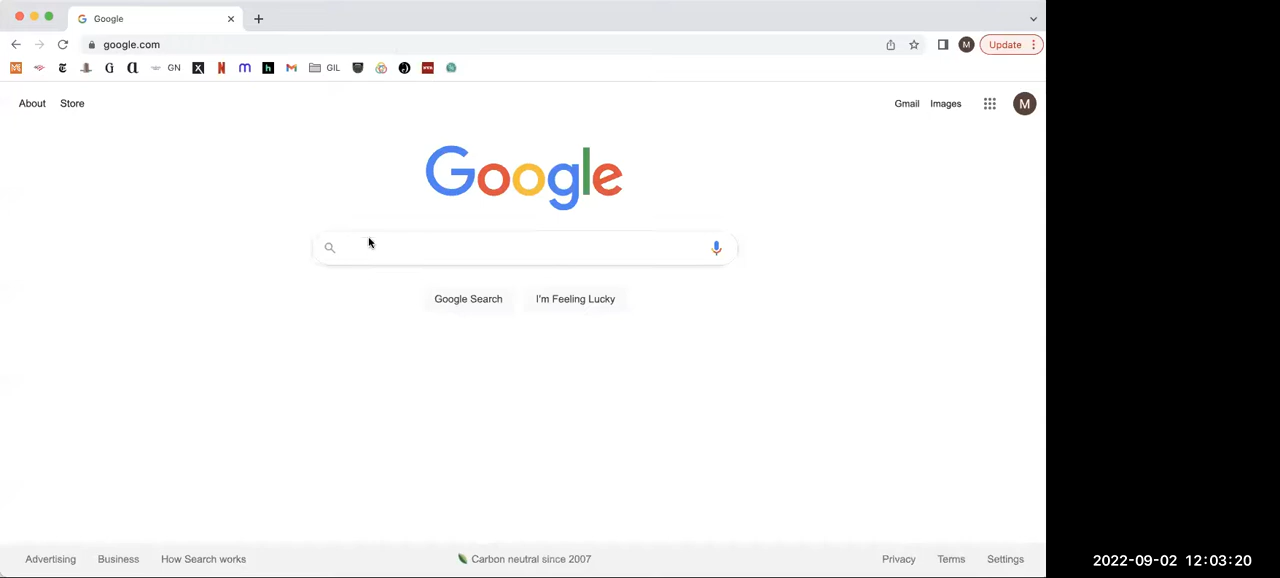 Google
google.com
M
Update
GN
GIL
About
Store
Gmail
Images
M
Google
Google Search
I'm Feeling Lucky
Advertising
Business
How Search works
Carbon neutral since 2007
Privacy
Terms
Settings
2022-09-02 12:03:20